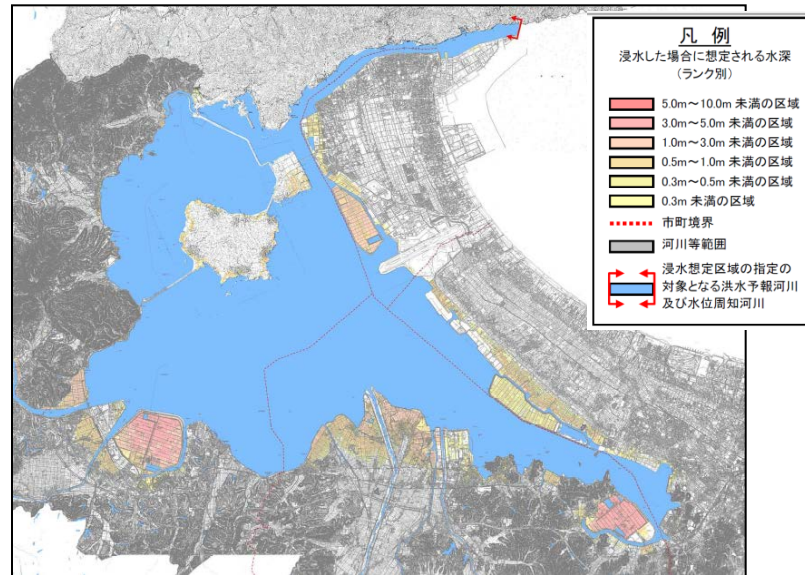 凡 例
浸水した場合に想定される水深
(ランク別)
5.0m~10.0m 未満の区域
3.0m~5.0m 未満の区域
1.0m~3.0m 未満の区域
0.5m~1.0m 未満の区域
0.3m~0.5m 未満の区域
0.3m 未満の区域
市町境界
河川等範囲
浸水想定区域の指定の
対象となる洪水予報河川
及び水位周知河川